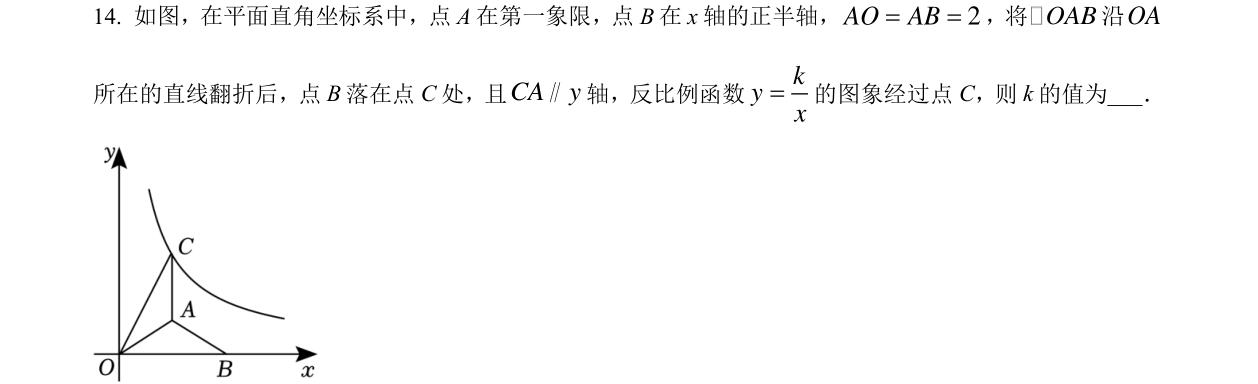 14. 如图，在平面直角坐标系中，点 A 在第一象限，点 B 在 x 轴的正半轴，AO = AB = 2，将□OAB 沿 OA
所在的直线翻折后，点 B 落在点 C 处，且 CA∥y 轴，反比例函数 y = k/x 的图象经过点 C，则 k 的值为___．
y
C
A
O
B
x